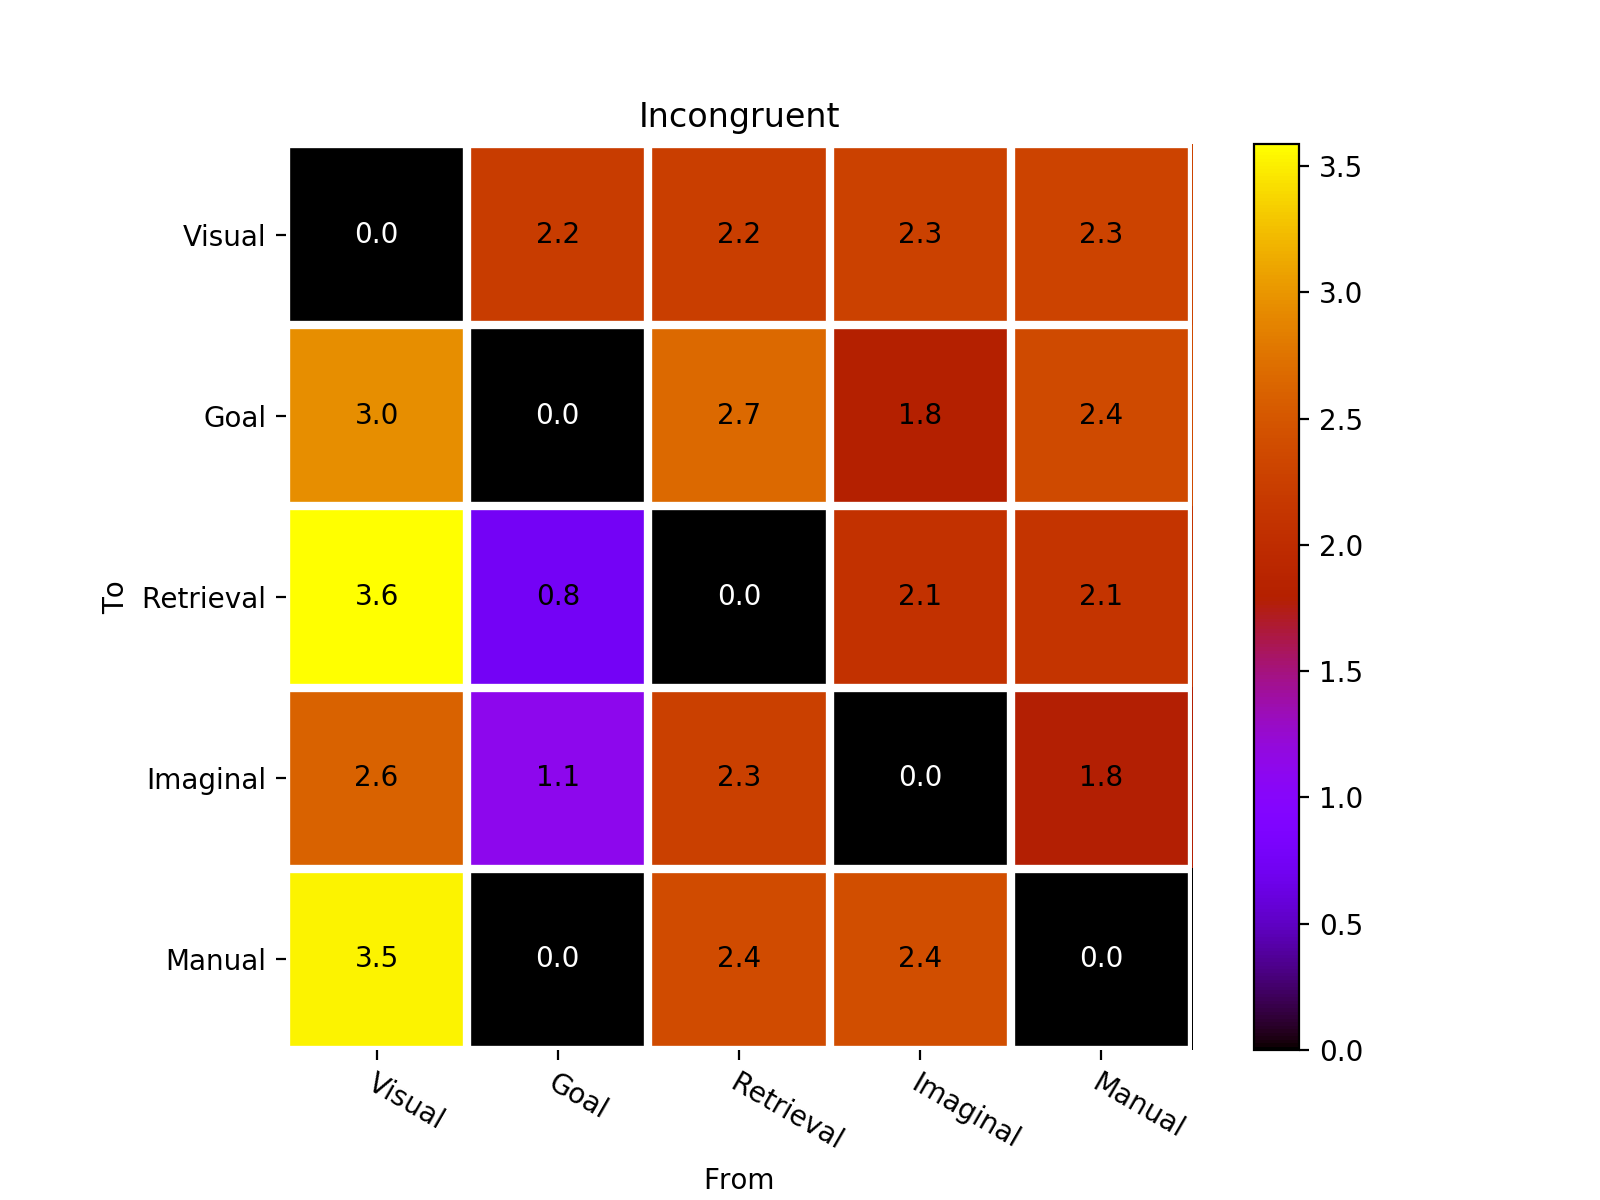 Incongruent
Visual 0.0 2.2 2.2 2.3 2.3
Goal 3.0 0.0 2.7 1.8 2.4
Retrieval 3.6 0.8 0.0 2.1 2.1
Imaginal 2.6 1.1 2.3 0.0 1.8
Manual 3.5 0.0 2.4 2.4 0.0
To
Visual Goal Retrieval Imaginal Manual
From
3.5
3.0
2.5
2.0
1.5
1.0
0.5
0.0